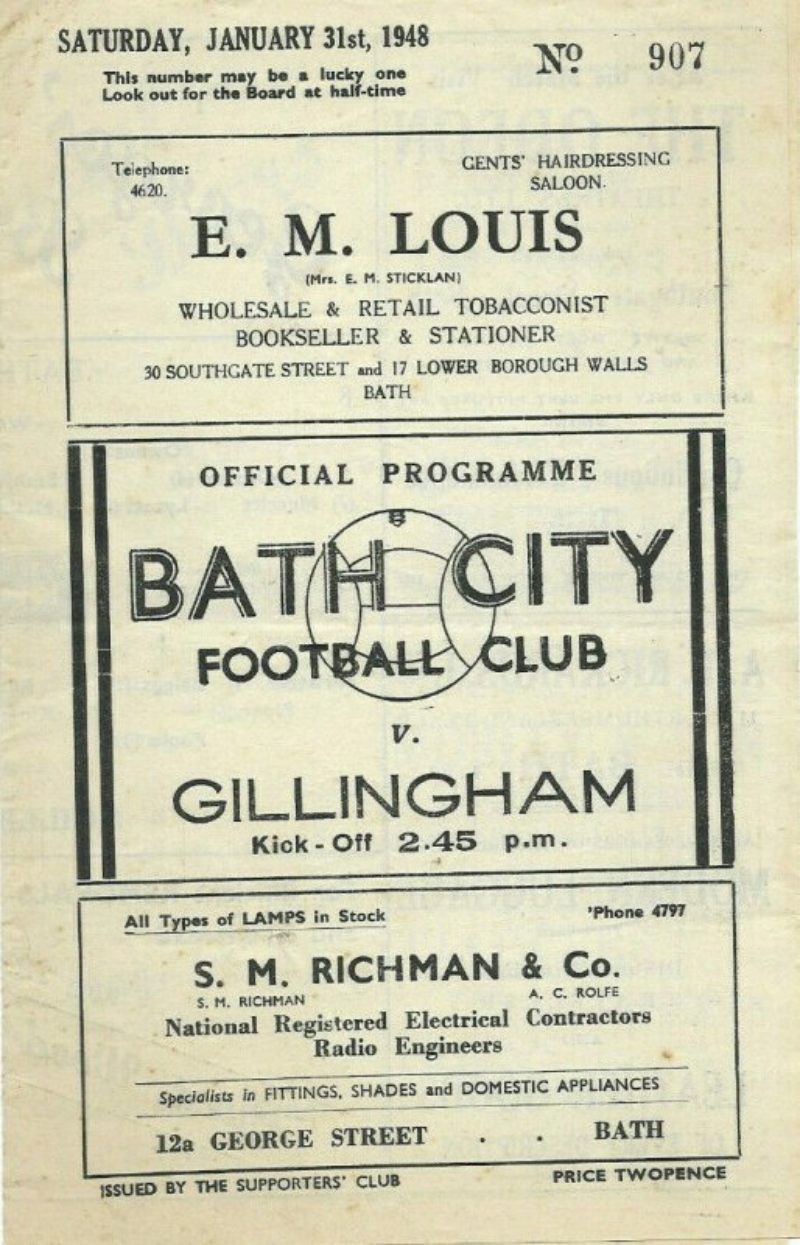 SATURDAY, JANUARY 31st, 1948
Nº 907
This number may be a lucky one
Look out for the Board at half-time
Telephone:
4620.
GENTS' HAIRDRESSING
SALOON.
E. M. LOUIS
(Mrs. E. M. STICKLAN)
WHOLESALE & RETAIL TOBACCONIST
BOOKSELLER & STATIONER
30 SOUTHGATE STREET and 17 LOWER BOROUGH WALLS
BATH
OFFICIAL PROGRAMME
BATH CITY
FOOTBALL CLUB
v.
GILLINGHAM
Kick-Off 2.45 p.m.
All Types of LAMPS in Stock
'Phone 4797
S. M. RICHMAN & Co.
S. M. RICHMAN A. C. ROLFE
National Registered Electrical Contractors
Radio Engineers
Specialists in FITTINGS, SHADES and DOMESTIC APPLIANCES
12a GEORGE STREET . . BATH
ISSUED BY THE SUPPORTERS' CLUB
PRICE TWOPENCE